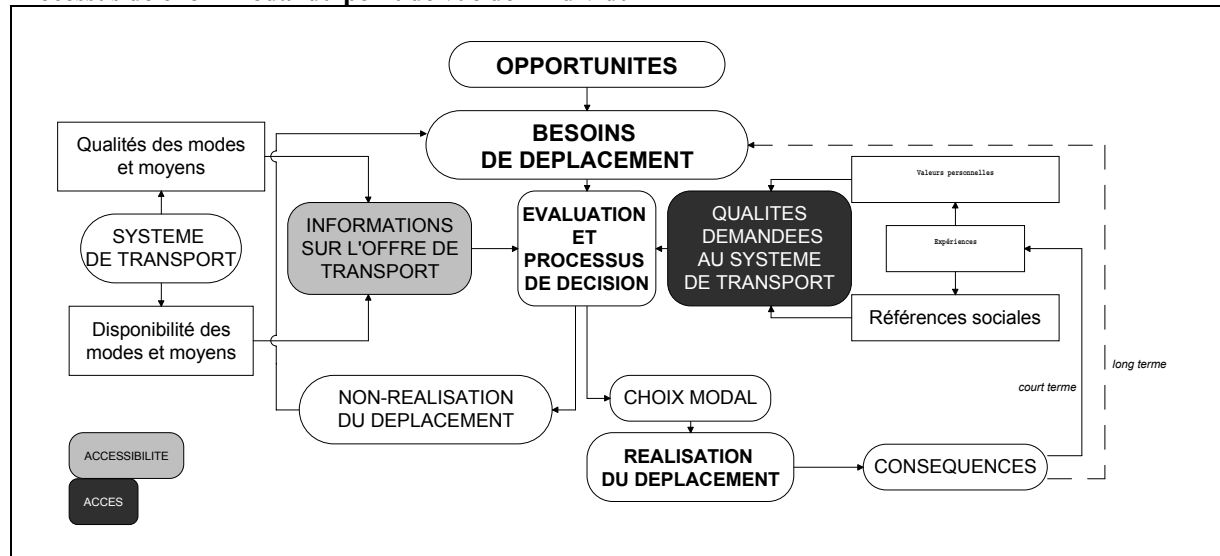 OPPORTUNITES
BESOINS
DE DEPLACEMENT
Qualités des modes
et moyens
SYSTEME
DE TRANSPORT
Disponibilité des
modes et moyens
INFORMATIONS
SUR L'OFFRE DE
TRANSPORT
EVALUATION
ET
PROCESSUS
DE DECISION
QUALITES
DEMANDEES
AU SYSTEME
DE TRANSPORT
Valeurs personnelles
Expériences
Références sociales
long terme
court terme
NON-REALISATION
DU DEPLACEMENT
CHOIX MODAL
REALISATION
DU DEPLACEMENT
CONSEQUENCES
ACCESSIBILITE
ACCES